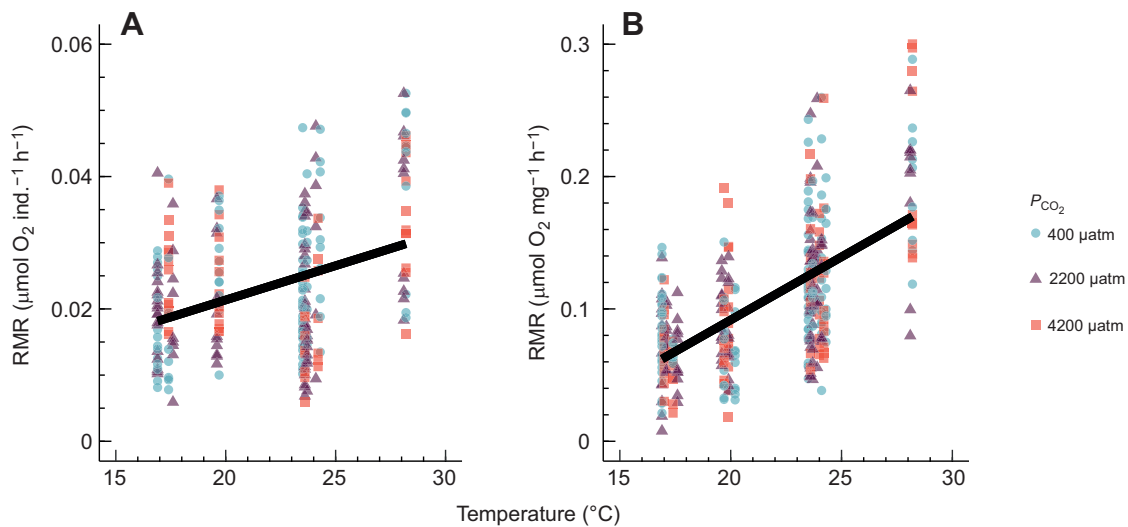 A
B
0.06
0.04
0.02
0
RMR (μmol O2 ind.−1 h−1)
15
20
25
30
0.3
0.2
0.1
0
RMR (μmol O2 mg−1 h−1)
15
20
25
30
Temperature (°C)
PCO2
400 μatm
2200 μatm
4200 μatm